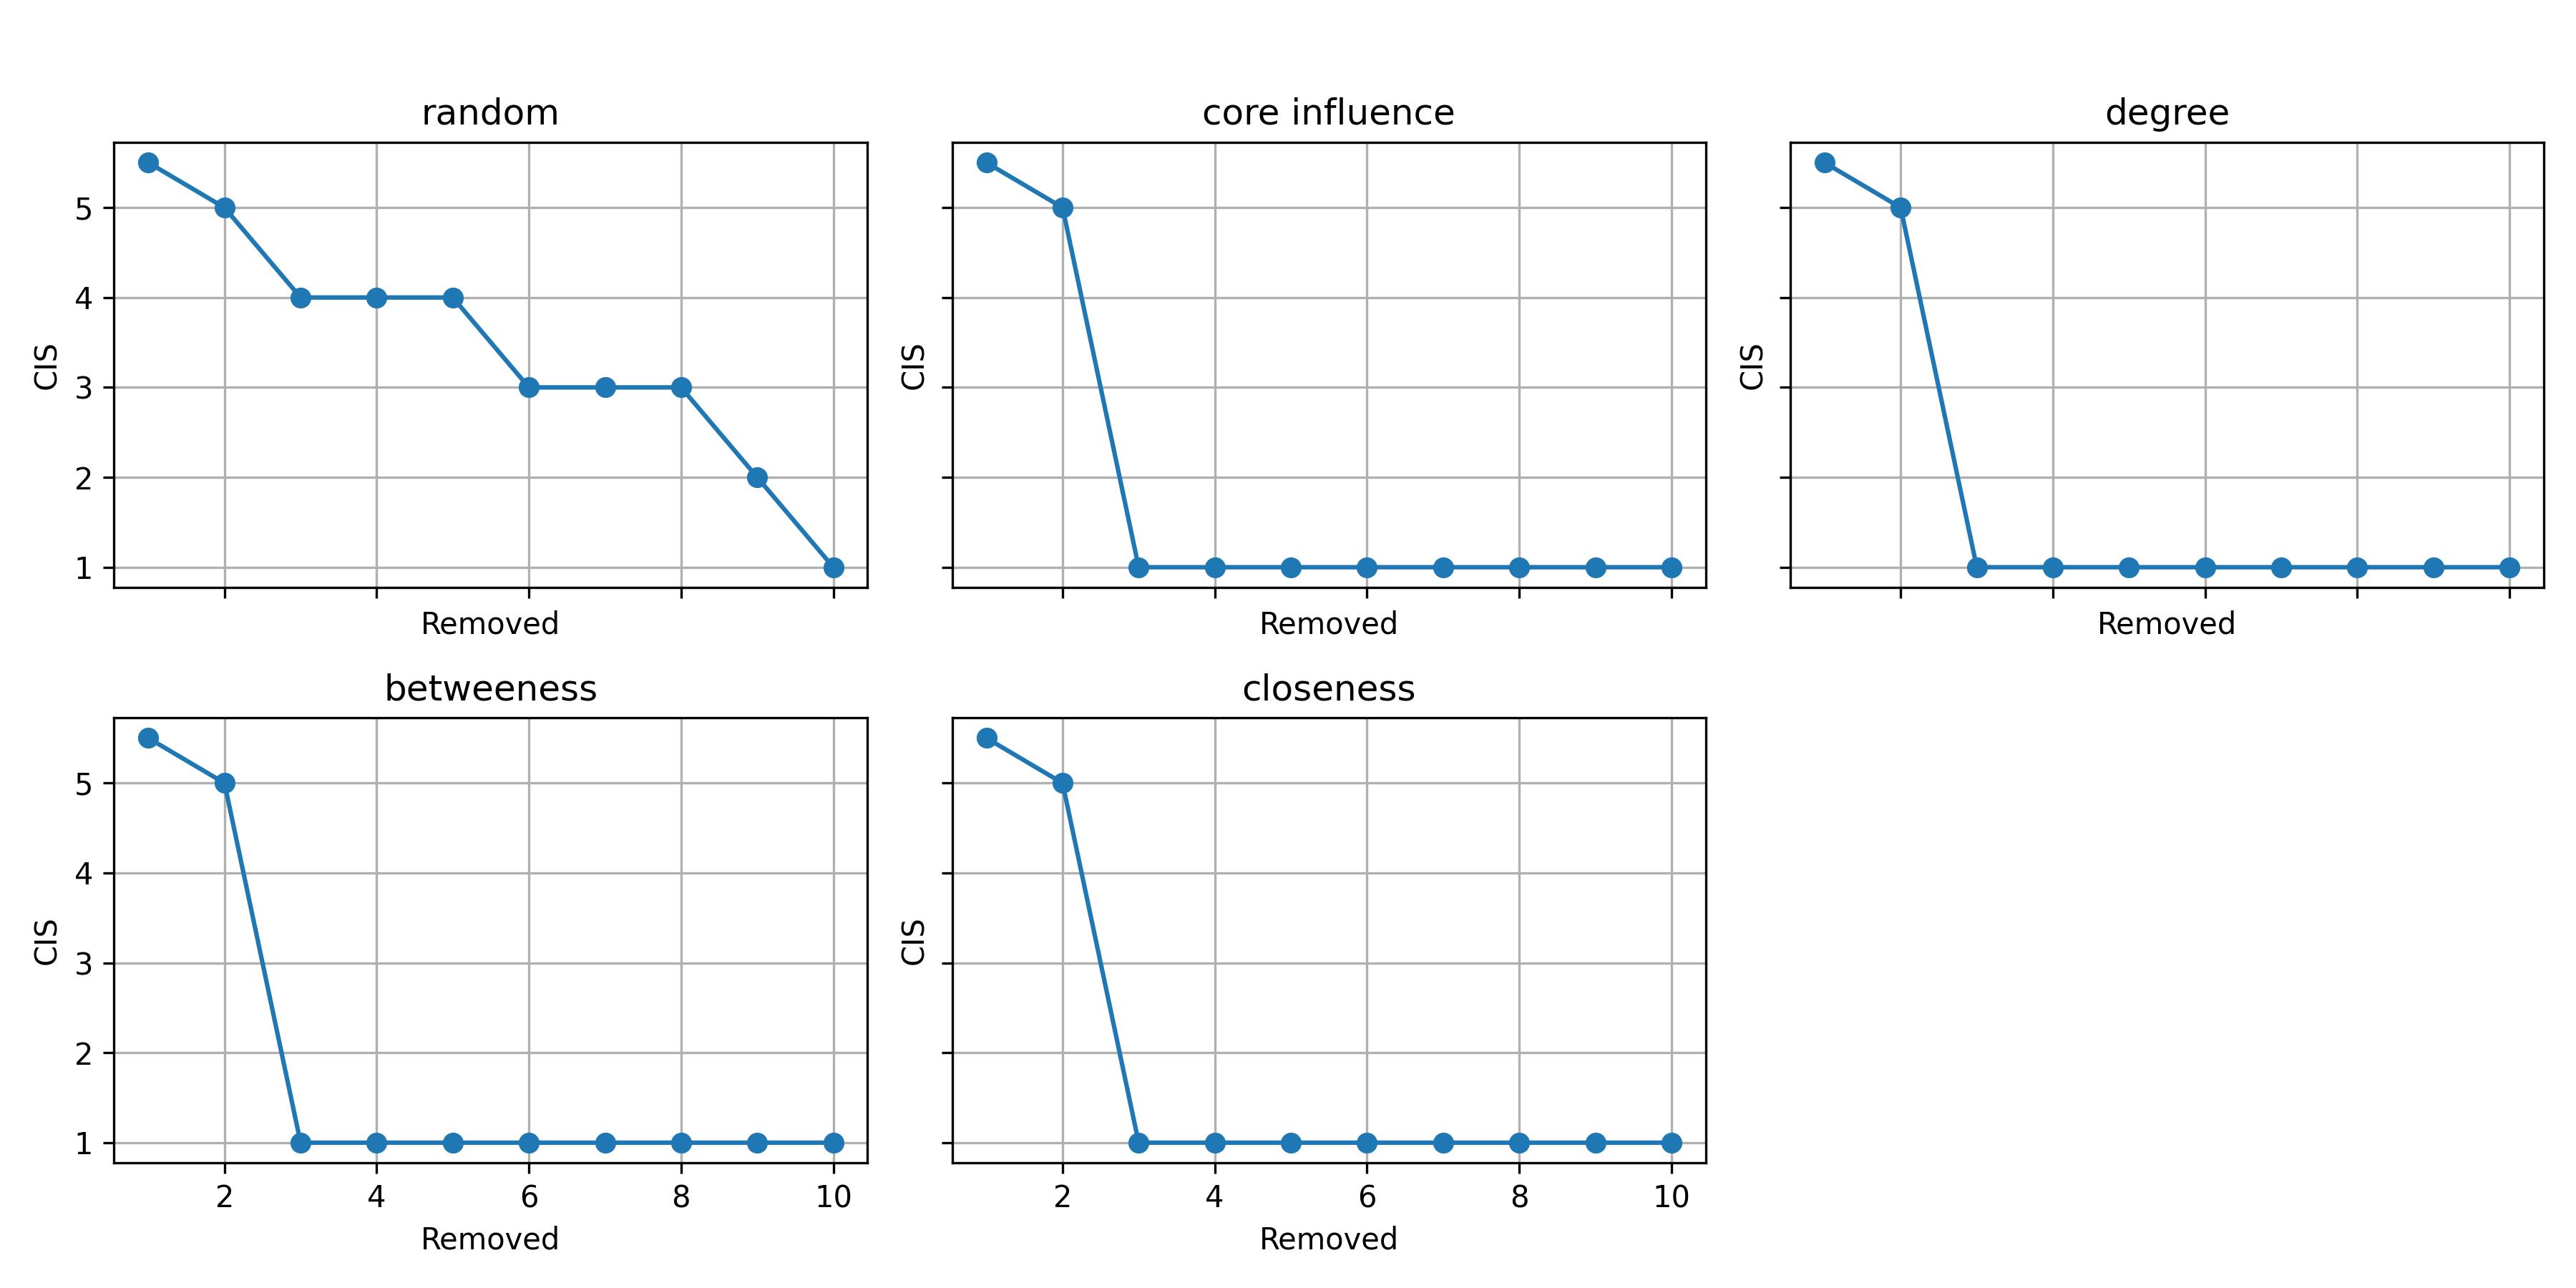 random
core influence
degree
5
4
3
2
1
CIS
CIS
CIS
Removed
Removed
Removed
betweeness
closeness
5
4
3
2
1
CIS
CIS
2 4 6 8 10
2 4 6 8 10
Removed
Removed